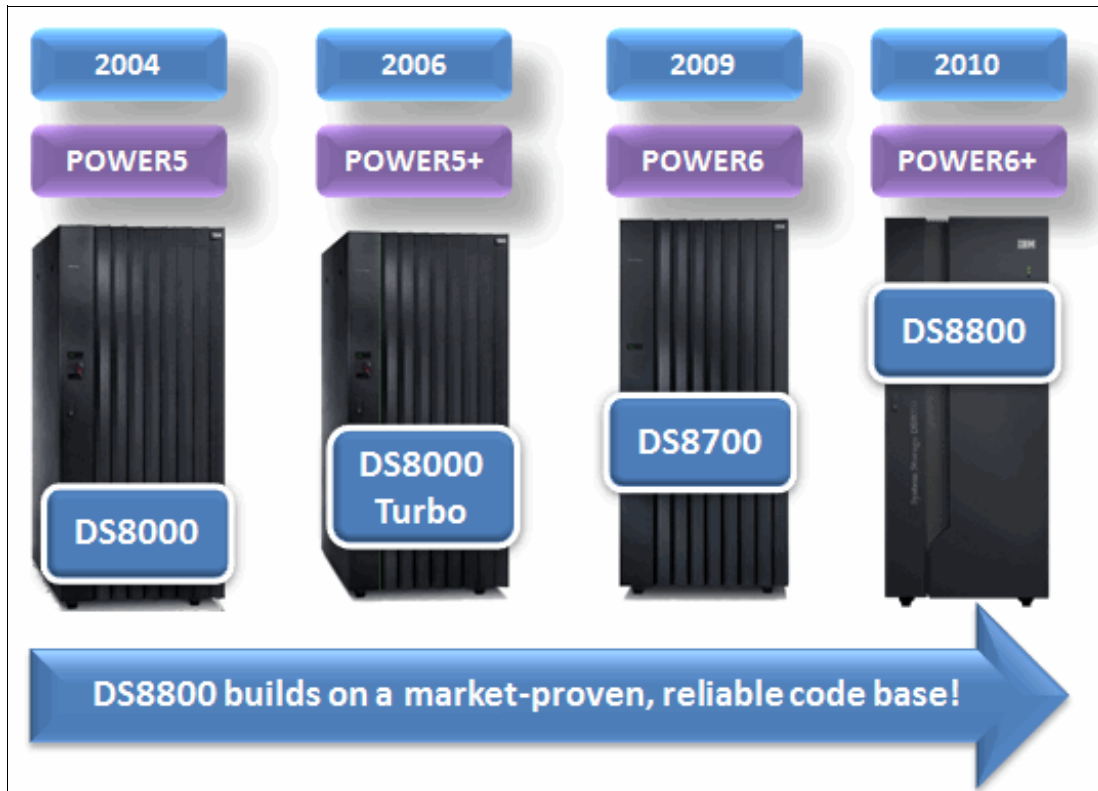 2004
2006
2009
2010
POWER5
POWER5+
POWER6
POWER6+
IBM
DS8800
DS8700
DS8000
Turbo
DS8000
DS8800 builds on a market-proven, reliable code base!